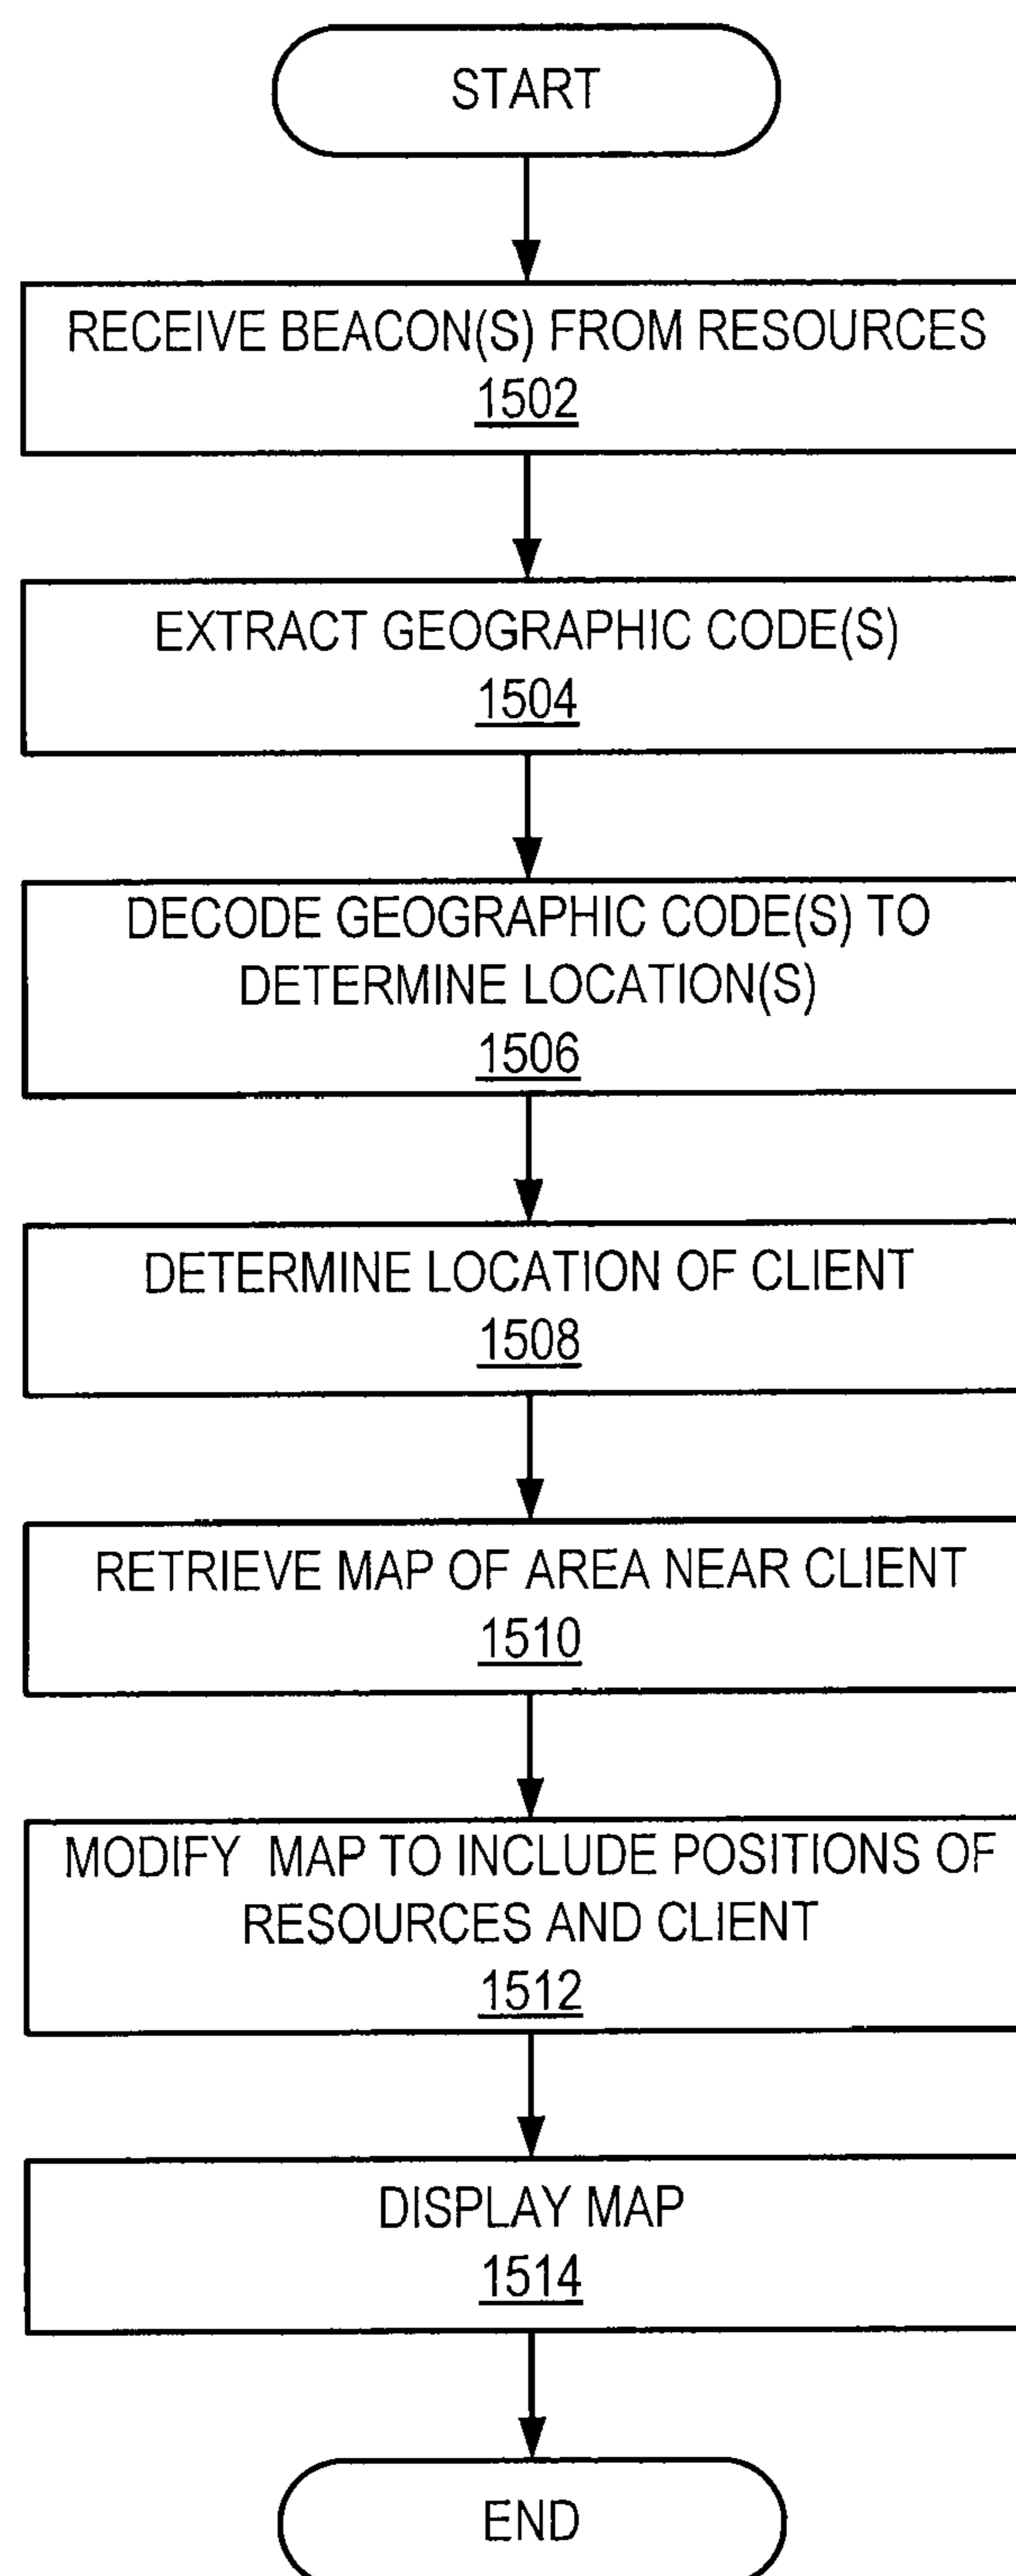 START
RECEIVE BEACON(S) FROM RESOURCES
1502
EXTRACT GEOGRAPHIC CODE(S)
1504
DECODE GEOGRAPHIC CODE(S) TO
DETERMINE LOCATION(S)
1506
DETERMINE LOCATION OF CLIENT
1508
RETRIEVE MAP OF AREA NEAR CLIENT
1510
MODIFY MAP TO INCLUDE POSITIONS OF
RESOURCES AND CLIENT
1512
DISPLAY MAP
1514
END